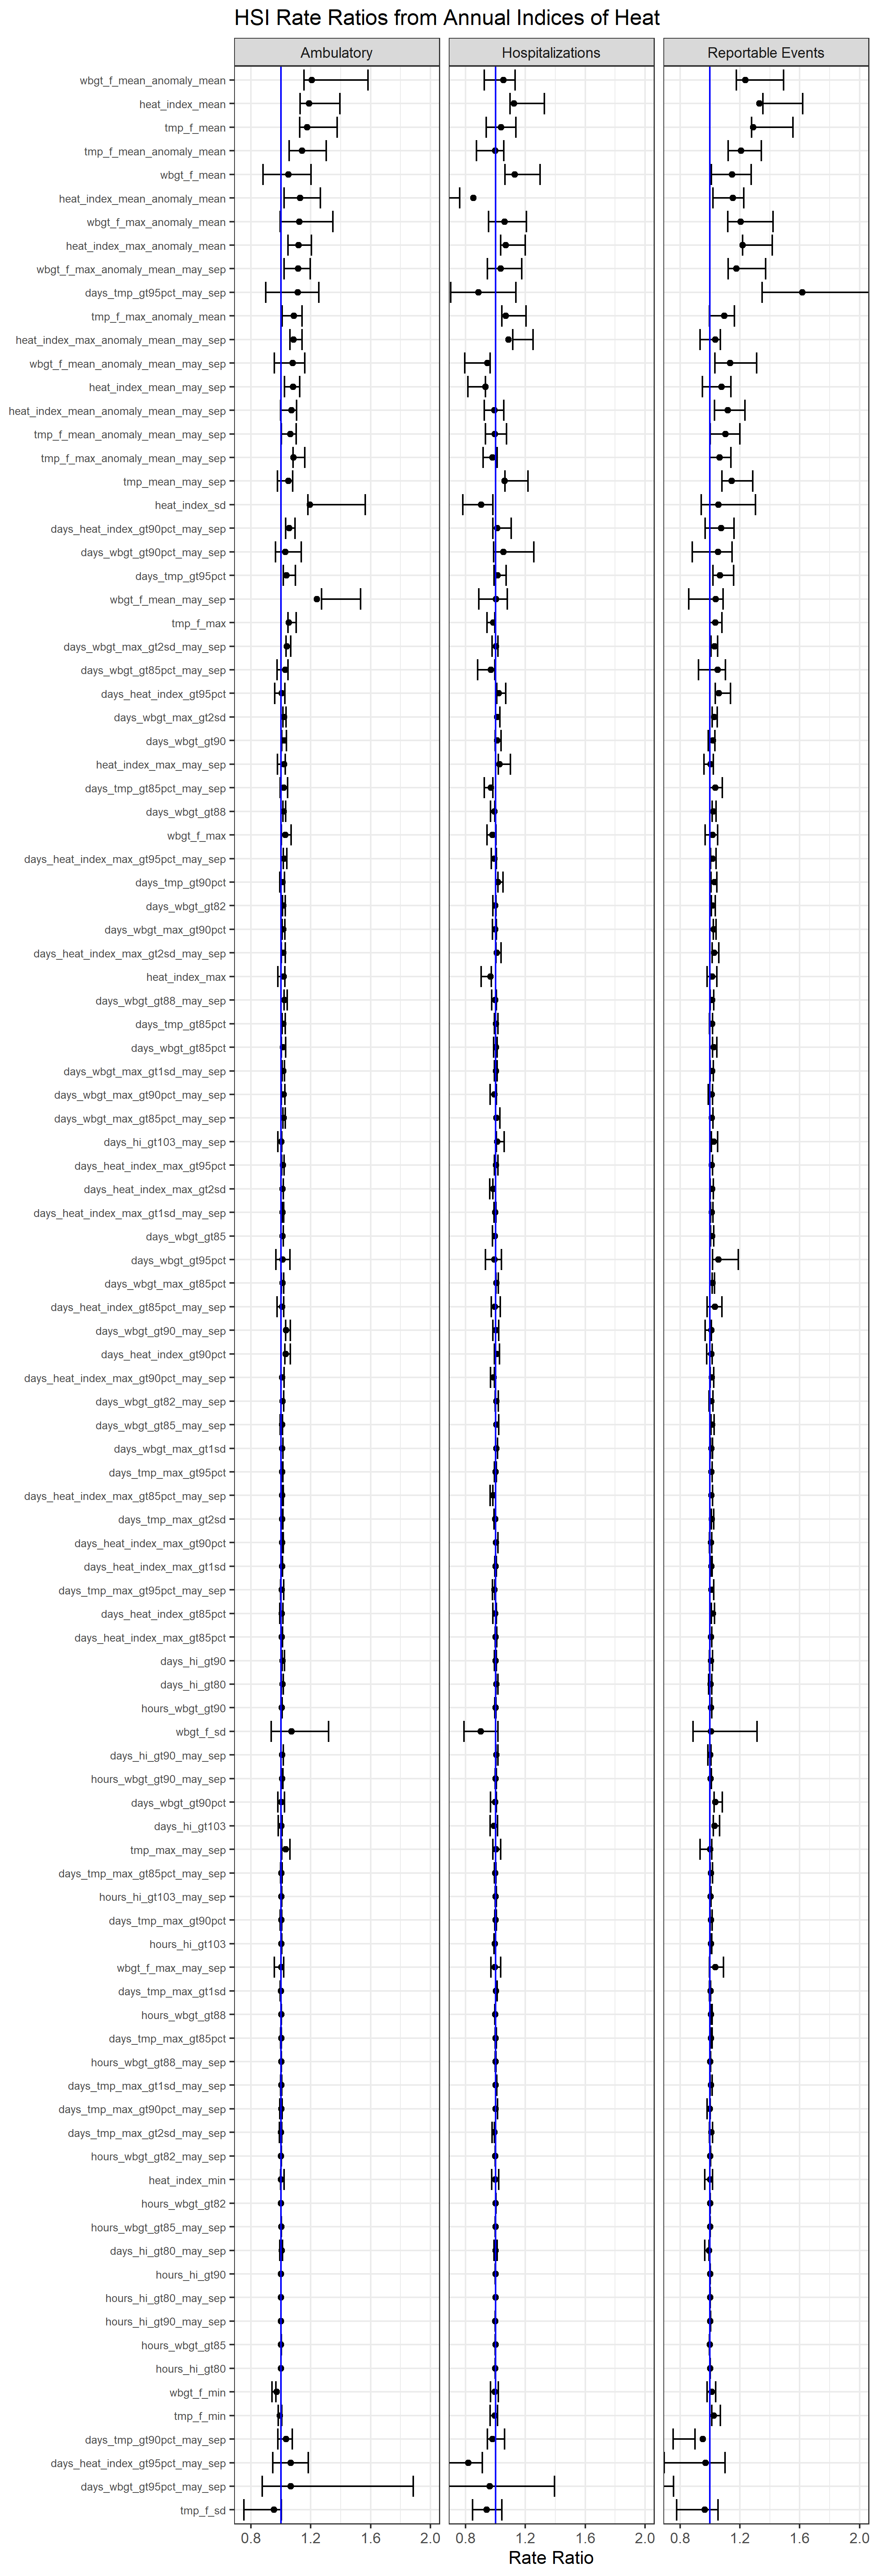 HSI Rate Ratios from Annual Indices of Heat
Ambulatory
Hospitalizations
Reportable Events
wbgt_f_mean_anomaly_mean
heat_index_mean
tmp_f_mean
tmp_f_mean_anomaly_mean
wbgt_f_mean
heat_index_mean_anomaly_mean
wbgt_f_max_anomaly_mean
heat_index_max_anomaly_mean
wbgt_f_max_anomaly_mean_may_sep
days_tmp_gt95pct_may_sep
tmp_f_max_anomaly_mean
heat_index_max_anomaly_mean_may_sep
wbgt_f_mean_anomaly_mean_may_sep
heat_index_mean_may_sep
heat_index_mean_anomaly_mean_may_sep
tmp_f_mean_anomaly_mean_may_sep
tmp_f_max_anomaly_mean_may_sep
tmp_mean_may_sep
heat_index_sd
days_heat_index_gt90pct_may_sep
days_wbgt_gt90pct_may_sep
days_tmp_gt95pct
wbgt_f_mean_may_sep
tmp_f_max
days_wbgt_max_gt2sd_may_sep
days_wbgt_gt85pct_may_sep
days_heat_index_gt95pct
days_wbgt_max_gt2sd
days_wbgt_gt90
heat_index_max_may_sep
days_tmp_gt85pct_may_sep
days_wbgt_gt88
wbgt_f_max
days_heat_index_max_gt95pct_may_sep
days_tmp_gt90pct
days_wbgt_gt82
days_wbgt_max_gt90pct
days_heat_index_max_gt2sd_may_sep
heat_index_max
days_wbgt_gt88_may_sep
days_tmp_gt85pct
days_wbgt_gt85pct
days_wbgt_max_gt1sd_may_sep
days_wbgt_max_gt90pct_may_sep
days_wbgt_max_gt85pct_may_sep
days_hi_gt103_may_sep
days_heat_index_max_gt95pct
days_heat_index_max_gt2sd
days_heat_index_max_gt1sd_may_sep
days_wbgt_gt85
days_wbgt_gt95pct
days_wbgt_max_gt85pct
days_heat_index_gt85pct_may_sep
days_wbgt_gt90_may_sep
days_heat_index_gt90pct
days_heat_index_max_gt90pct_may_sep
days_wbgt_gt82_may_sep
days_wbgt_gt85_may_sep
days_wbgt_max_gt1sd
days_tmp_max_gt95pct
days_heat_index_max_gt85pct_may_sep
days_tmp_max_gt2sd
days_heat_index_max_gt90pct
days_heat_index_max_gt1sd
days_tmp_max_gt95pct_may_sep
days_heat_index_gt85pct
days_heat_index_max_gt85pct
days_hi_gt90
days_hi_gt80
hours_wbgt_gt90
wbgt_f_sd
days_hi_gt90_may_sep
hours_wbgt_gt90_may_sep
days_wbgt_gt90pct
days_hi_gt103
tmp_max_may_sep
days_tmp_max_gt85pct_may_sep
hours_hi_gt103_may_sep
days_tmp_max_gt90pct
hours_hi_gt103
wbgt_f_max_may_sep
days_tmp_max_gt1sd
hours_wbgt_gt88
days_tmp_max_gt85pct
hours_wbgt_gt88_may_sep
days_tmp_max_gt1sd_may_sep
days_tmp_max_gt90pct_may_sep
days_tmp_max_gt2sd_may_sep
hours_wbgt_gt82_may_sep
heat_index_min
hours_wbgt_gt82
hours_wbgt_gt85_may_sep
days_hi_gt80_may_sep
hours_hi_gt90
hours_hi_gt80_may_sep
hours_hi_gt90_may_sep
hours_wbgt_gt85
hours_hi_gt80
wbgt_f_min
tmp_f_min
days_tmp_gt90pct_may_sep
days_heat_index_gt95pct_may_sep
days_wbgt_gt95pct_may_sep
tmp_f_sd
0.8 1.2 1.6 2.0
0.8 1.2 1.6 2.0
0.8 1.2 1.6 2.0
Rate Ratio